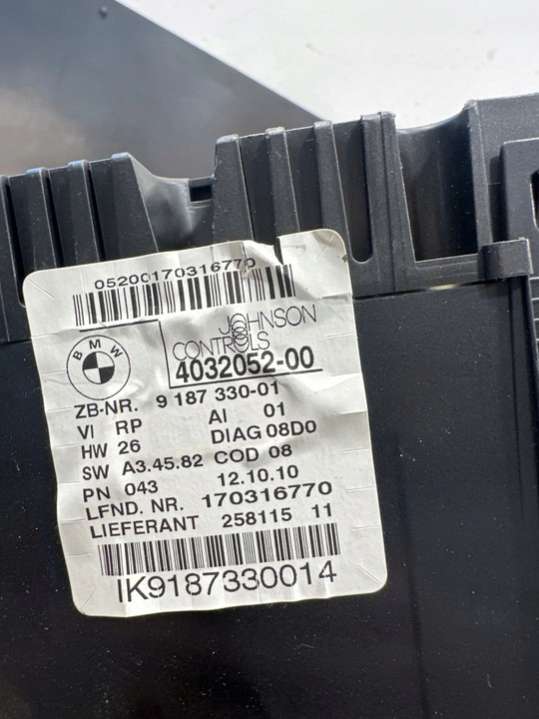 05200170316770
BMW
JOHNSON
CONTROLS
4032052-00
ZB-NR. 9 187 330-01
VI RP AI 01
HW 26 DIAG 08D0
SW A3.45.82 COD 08
PN 043 12.10.10
LFND. NR. 170316770
LIEFERANT 258115 11
IK9187330014